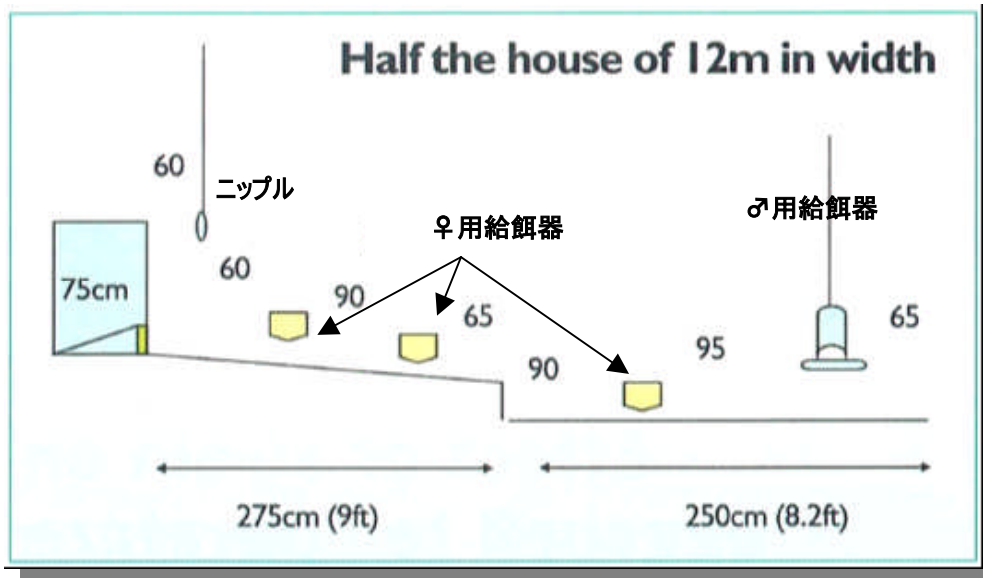 Half the house of 12m in width
60
ニップル
♂用給餌器
♀用給餌器
60
75cm
90
65
65
90
95
275cm (9ft)
250cm (8.2ft)